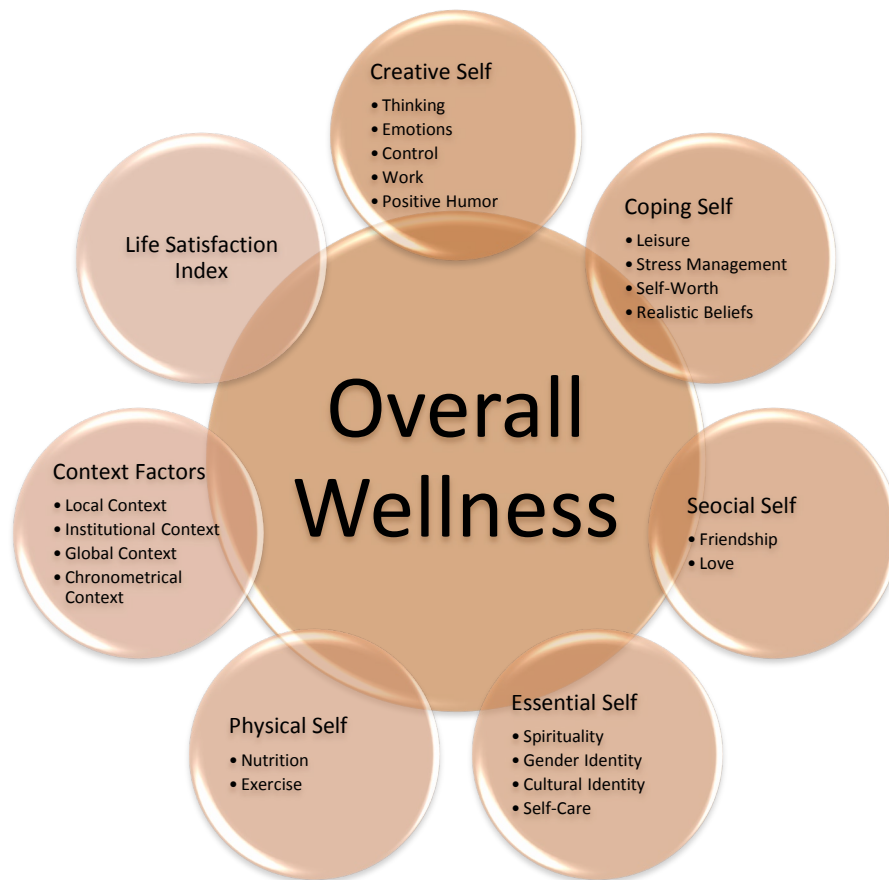 Creative Self
• Thinking
• Emotions
• Control
• Work
• Positive Humor
Coping Self
• Leisure
• Stress Management
• Self-Worth
• Realistic Beliefs
Seocial Self
• Friendship
• Love
Essential Self
• Spirituality
• Gender Identity
• Cultural Identity
• Self-Care
Physical Self
• Nutrition
• Exercise
Context Factors
• Local Context
• Institutional Context
• Global Context
• Chronometrical
Context
Life Satisfaction
Index
Overall
Wellness